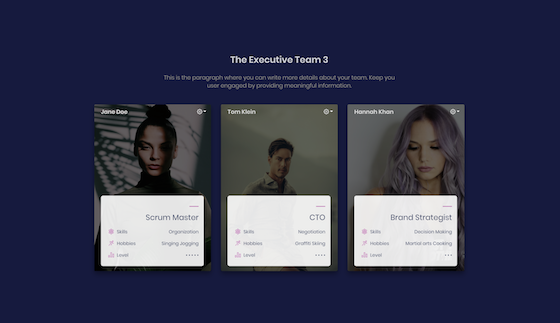 The Executive Team 3
This is the paragraph where you can write more details about your team. Keep you
user engaged by providing meaningful information.
Jane Doe
Scrum Master
Skills Organization
Hobbies Singing Jogging
Level
Tom Klein
CTO
Skills Negotiation
Hobbies Graffiti Skiing
Level
Hannah Khan
Brand Strategist
Skills Decision Making
Hobbies Martial arts Cooking
Level